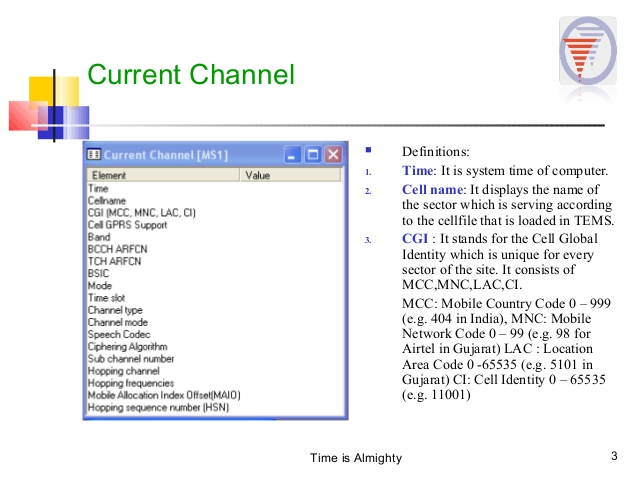 Current Channel
Current Channel [MS1]
Element Value
Time
Cellname
CGI (MCC, MNC, LAC, CI)
Cell GPRS Support
Band
BCCH ARFCN
TCH ARFCN
BSIC
Mode
Time slot
Channel type
Channel mode
Speech Codec
Ciphering Algorithm
Sub channel number
Hopping channel
Hopping frequencies
Mobile Allocation Index Offset(MAIO)
Hopping sequence number (HSN)
Definitions:
1. Time: It is system time of computer.
2. Cell name: It displays the name of
the sector which is serving according
to the cellfile that is loaded in TEMS.
3. CGI : It stands for the Cell Global
Identity which is unique for every
sector of the site. It consists of
MCC,MNC,LAC,CI.
MCC: Mobile Country Code 0 – 999
(e.g. 404 in India), MNC: Mobile
Network Code 0 – 99 (e.g. 98 for
Airtel in Gujarat) LAC : Location
Area Code 0 -65535 (e.g. 5101 in
Gujarat) CI: Cell Identity 0 – 65535
(e.g. 11001)
Time is Almighty
3